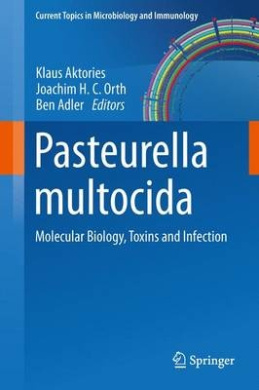 Current Topics in Microbiology and Immunology
Klaus Aktories
Joachim H. C. Orth
Ben Adler Editors
Pasteurella
multocida
Molecular Biology, Toxins and Infection
Springer